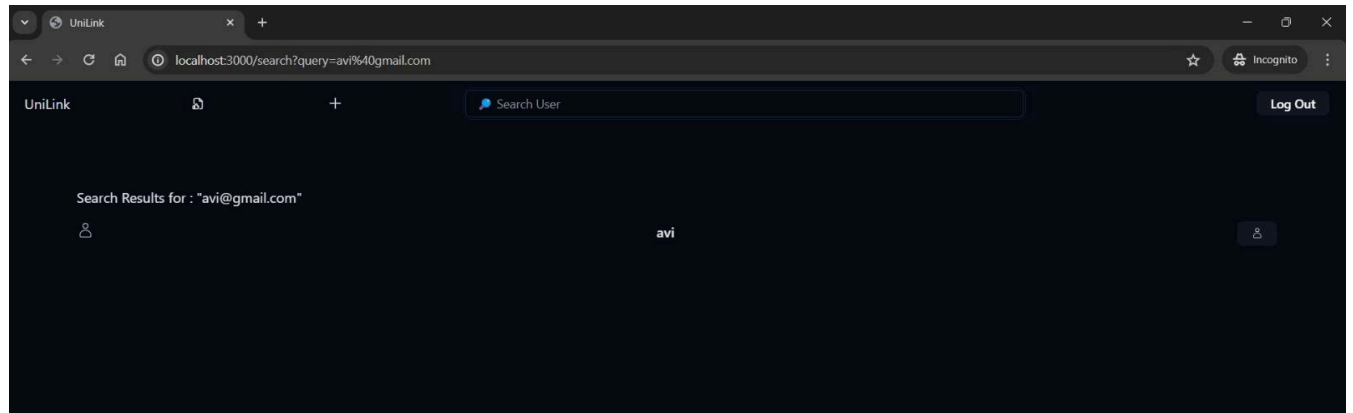 UniLink
localhost:3000/search?query=avi%40gmail.com
Incognito
UniLink
Search User
Log Out
Search Results for : "avi@gmail.com"
avi